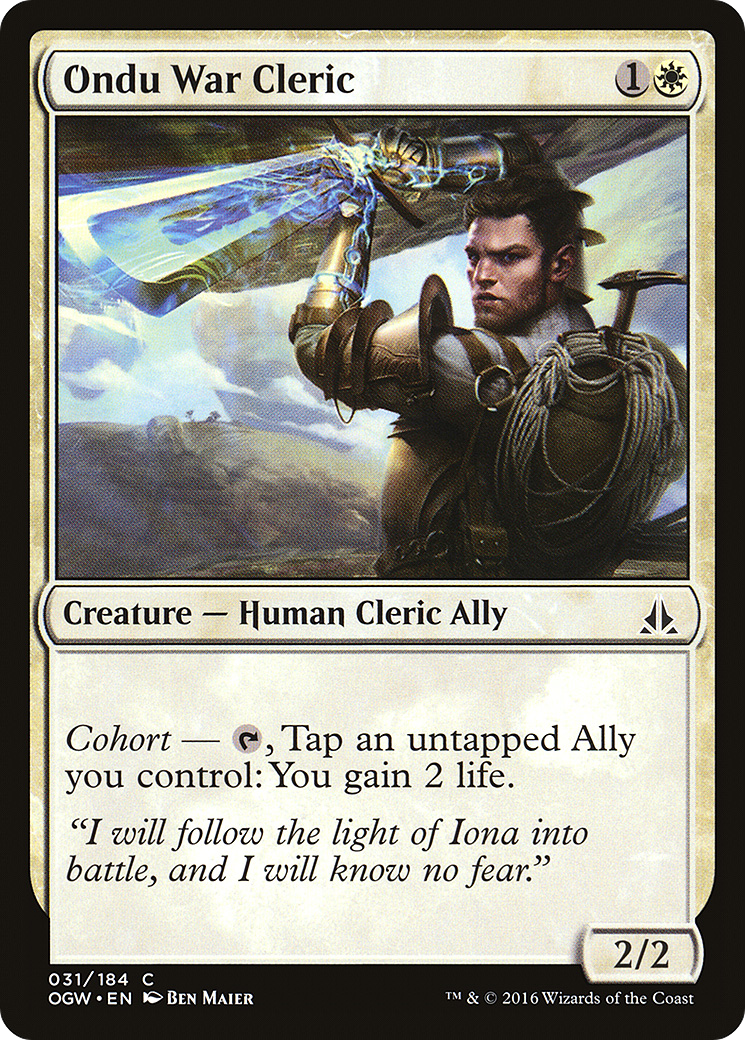 Ondu War Cleric 1
Creature — Human Cleric Ally
Cohort — , Tap an untapped Ally
you control: You gain 2 life.
“I will follow the light of Iona into
battle, and I will know no fear.”
2/2
031/184 C
OGW • EN Ben Maier
™ & © 2016 Wizards of the Coast